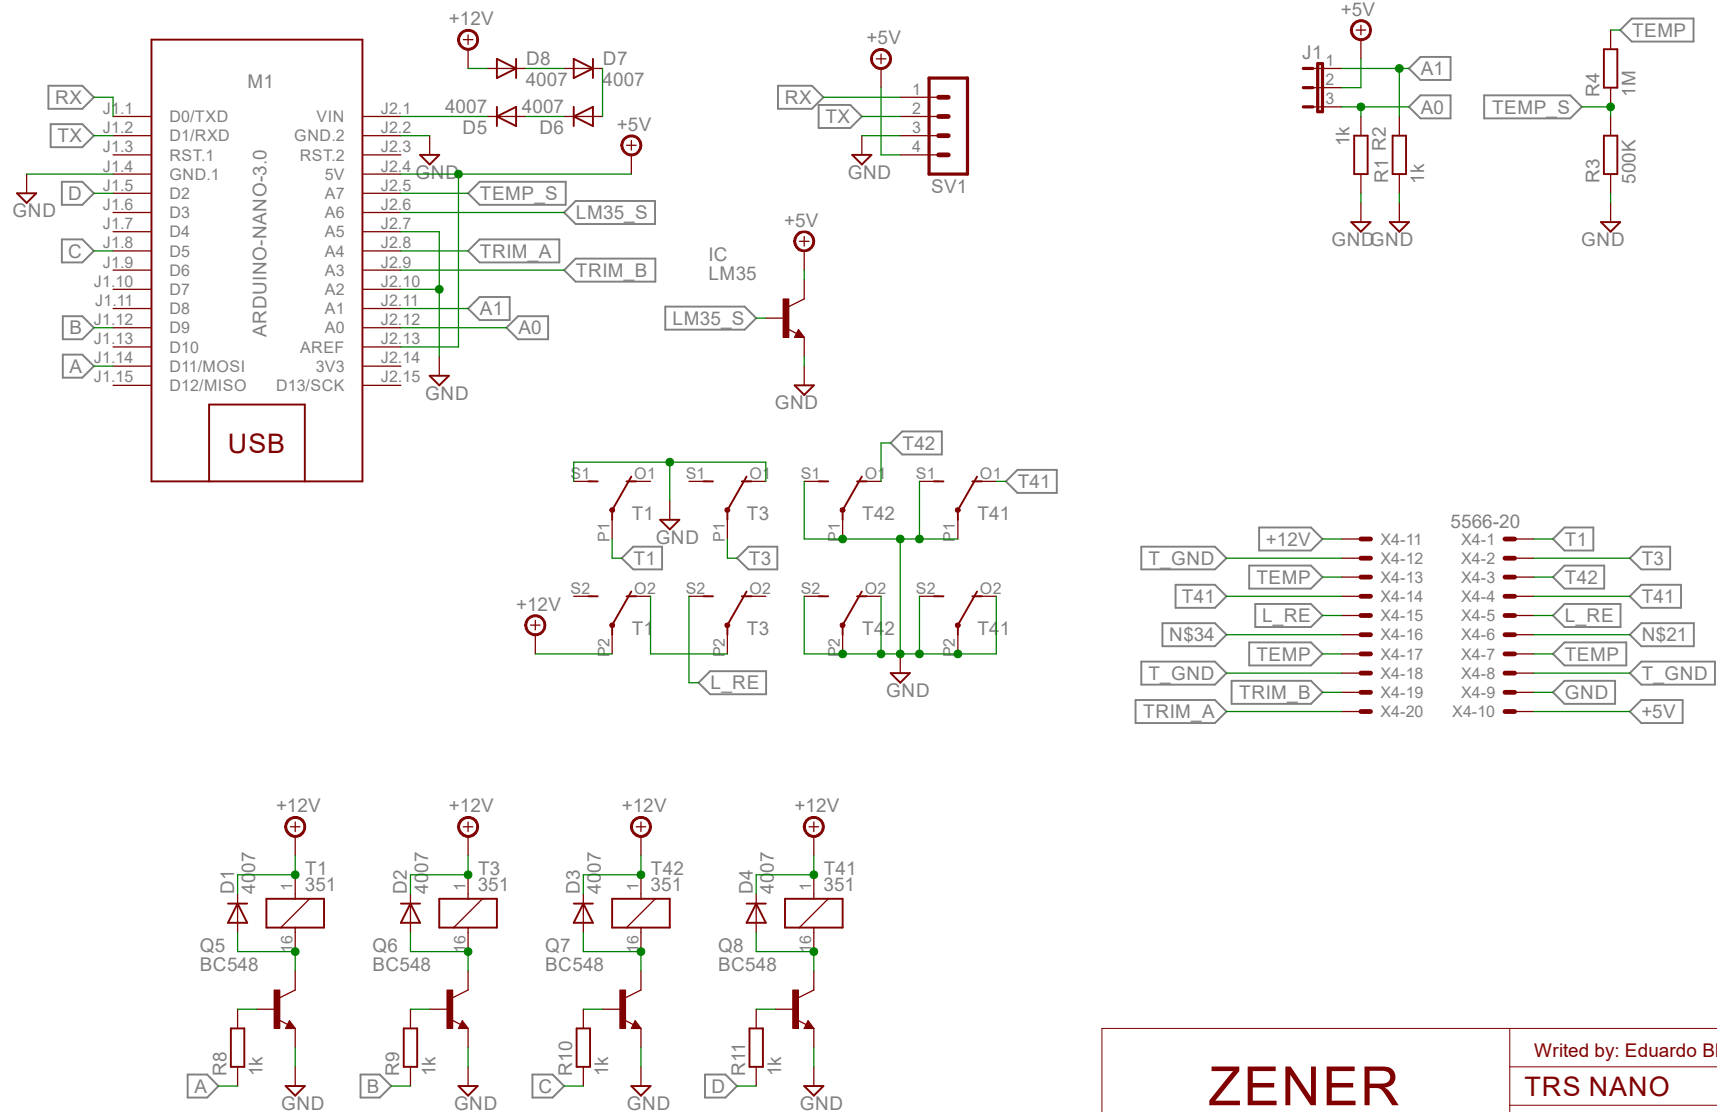 M1
ARDUINO-NANO-3.0
RX
TX
GND
D
C
B
A
J1.1
J1.2
J1.3
J1.4
J1.5
J1.6
J1.7
J1.8
J1.9
J1.10
J1.11
J1.12
J1.13
J1.14
J1.15
D0/TXD
D1/RXD
RST.1
GND.1
D2
D3
D4
D5
D6
D7
D8
D9
D10
D11/MOSI
D12/MISO
VIN
GND.2
RST.2
5V
A7
A6
A5
A4
A3
A2
A1
A0
AREF
3V3
D13/SCK
J2.1
J2.2
J2.3
J2.4
J2.5
J2.6
J2.7
J2.8
J2.9
J2.10
J2.11
J2.12
J2.13
J2.14
J2.15
USB
+12V
D8
4007
D7
4007
4007
D5
4007
D6
+5V
GND
TEMP_S
LM35_S
TRIM_A
TRIM_B
A1
A0
GND
+5V
RX
TX
GND
1
2
3
4
SV1
+5V
IC
LM35
LM35_S
GND
+5V
J1
1
2
3
A1
A0
1k
R1
R2
1k
GND
GND
TEMP
R4
1M
TEMP_S
R3
500K
GND
S1
O1
P1
T1
T1
GND
S1
O1
P1
T3
T3
S1
O1
P1
T42
T42
S1
O1
P1
T41
T41
+12V
S2
O2
P2
T1
S2
O2
P2
T3
L_RE
S2
O2
P2
T42
S2
O2
P2
T41
GND
5566-20
+12V X4-11 X4-1 T1
T_GND X4-12 X4-2 T3
TEMP X4-13 X4-3 T42
T41 X4-14 X4-4 T41
L_RE X4-15 X4-5 L_RE
N$34 X4-16 X4-6 N$21
TEMP X4-17 X4-7 TEMP
T_GND X4-18 X4-8 T_GND
TRIM_B X4-19 X4-9 GND
TRIM_A X4-20 X4-10 +5V
+12V
D1
4007
T1
351
1
16
Q5
BC548
R8
1k
A
GND
+12V
D2
4007
T3
351
1
16
Q6
BC548
R9
1k
B
GND
+12V
D3
4007
T42
351
1
16
Q7
BC548
R10
1k
C
GND
+12V
D4
4007
T41
351
1
16
Q8
BC548
R11
1k
D
GND
ZENER
Writed by: Eduardo
TRS NANO